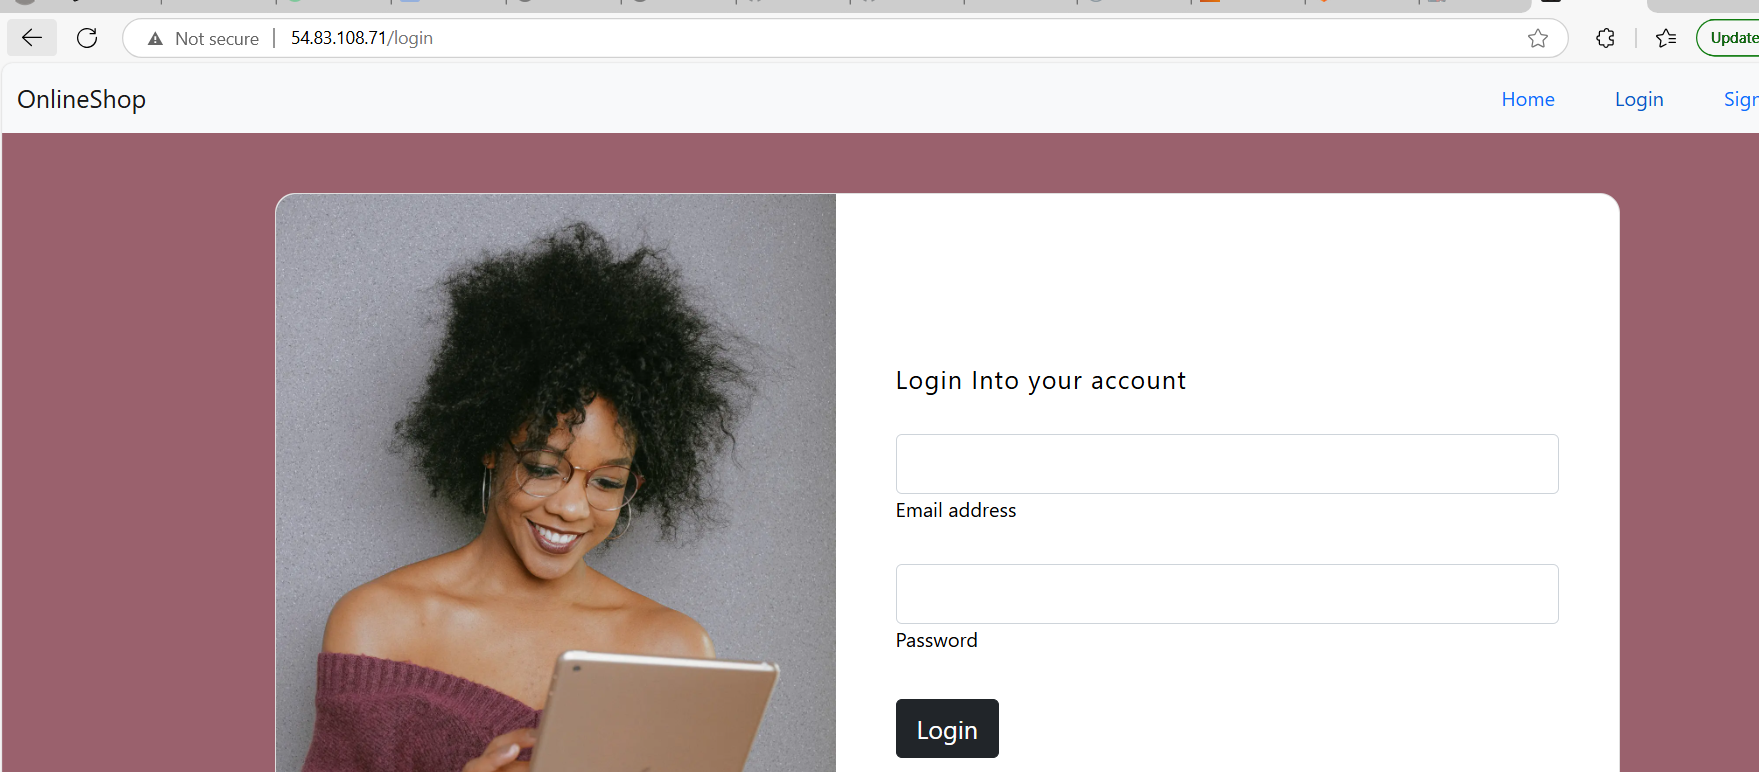 Not secure | 54.83.108.71/login
Update
OnlineShop
Home Login
Login Into your account
Email address
Password
Login